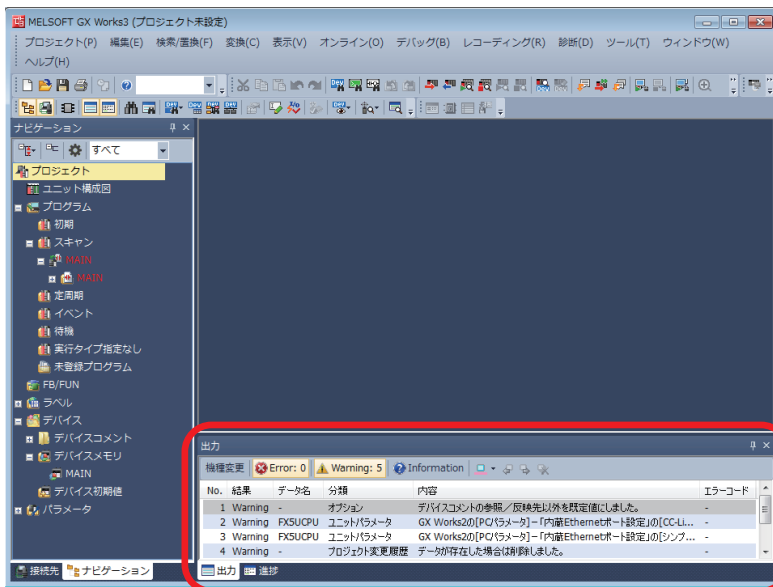 MELSOFT GX Works3 (プロジェクト未設定)
プロジェクト(P) 編集(E) 検索/置換(F) 変換(C) 表示(V) オンライン(O) デバッグ(B) レコーディング(R) 診断(D) ツール(T) ウィンドウ(W)
ヘルプ(H)
ナビゲーション
すべて
プロジェクト
ユニット構成図
プログラム
初期
スキャン
MAIN
MAIN
定周期
イベント
待機
実行タイプ指定なし
未登録プログラム
FB/FUN
ラベル
デバイス
デバイスコメント
デバイスメモリ
MAIN
デバイス初期値
パラメータ
接続先 ナビゲーション
出力
機種変更 Error: 0 Warning: 5 Information
No. 結果 データ名 分類 内容 エラーコード
1 Warning - オプション デバイスコメントの参照／反映先以外を既定値にしました。 -
2 Warning FX5UCPU ユニットパラメータ GX Works2の[PCパラメータ]－「内蔵Ethernetポート設定」の[CC-Li... -
3 Warning FX5UCPU ユニットパラメータ GX Works2の[PCパラメータ]－「内蔵Ethernetポート設定」の[シンプ... -
4 Warning - プロジェクト変更履歴 データが存在した場合は削除しました。 -
出力 進捗